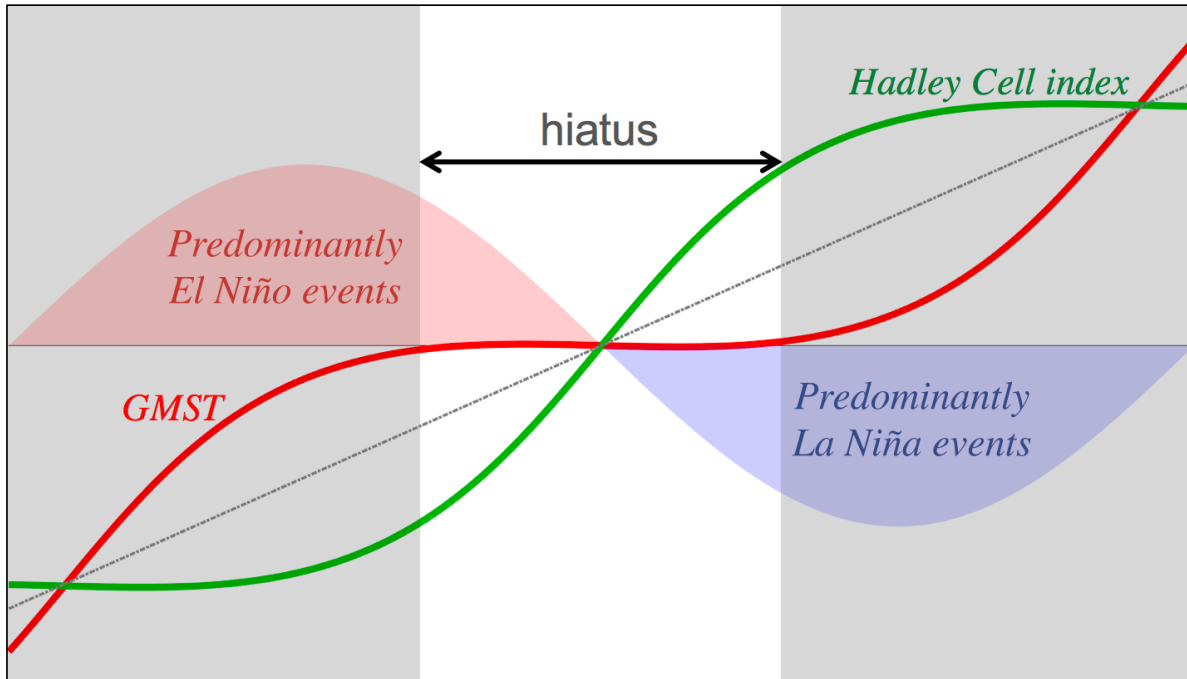 Hadley Cell index
hiatus
Predominantly
El Niño events
GMST
Predominantly
La Niña events